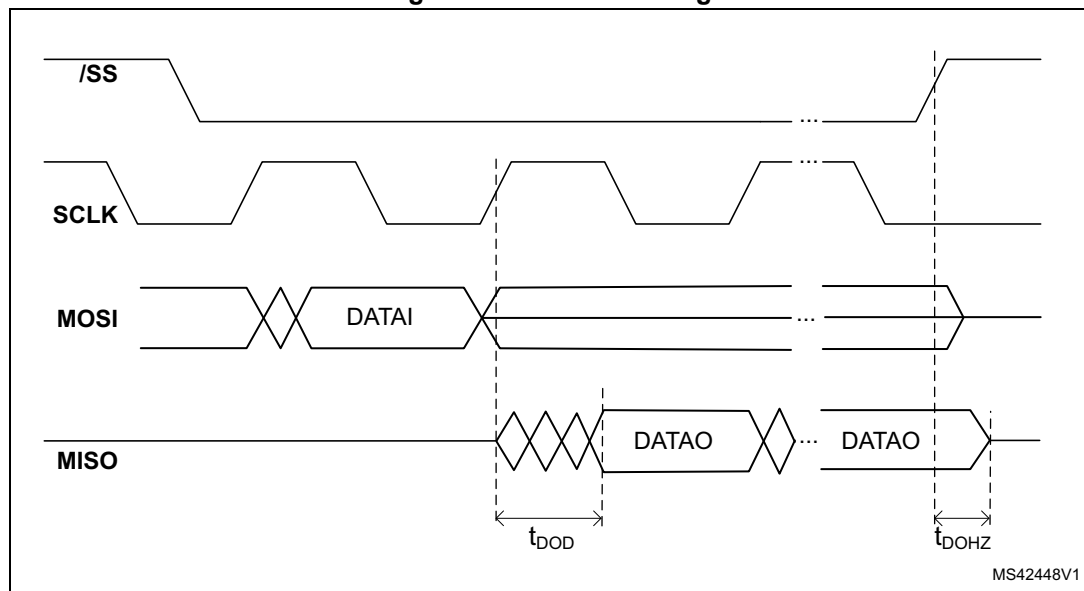 /SS
...
...
SCLK
MOSI
DATAI
...
MISO
DATAO
...
DATAO
tDOD
tDOHZ
MS42448V1